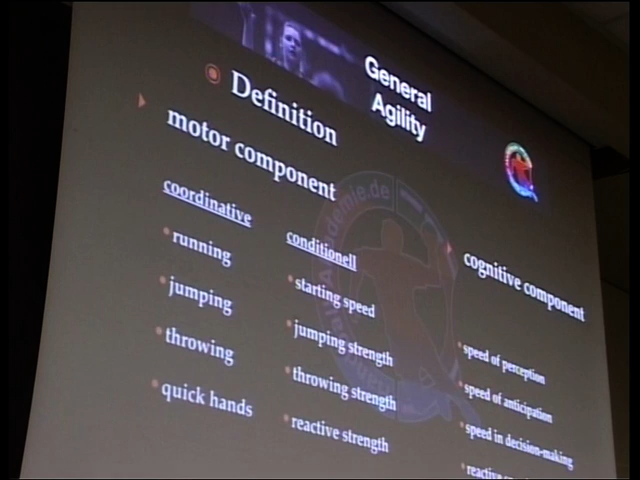 General
Agility
Definition
motor component
coordinative
running
jumping
throwing
quick hands
conditionell
starting speed
jumping strength
throwing strength
reactive strength
cognitive component
speed of perception
speed of anticipation
speed in decision-making
reactive